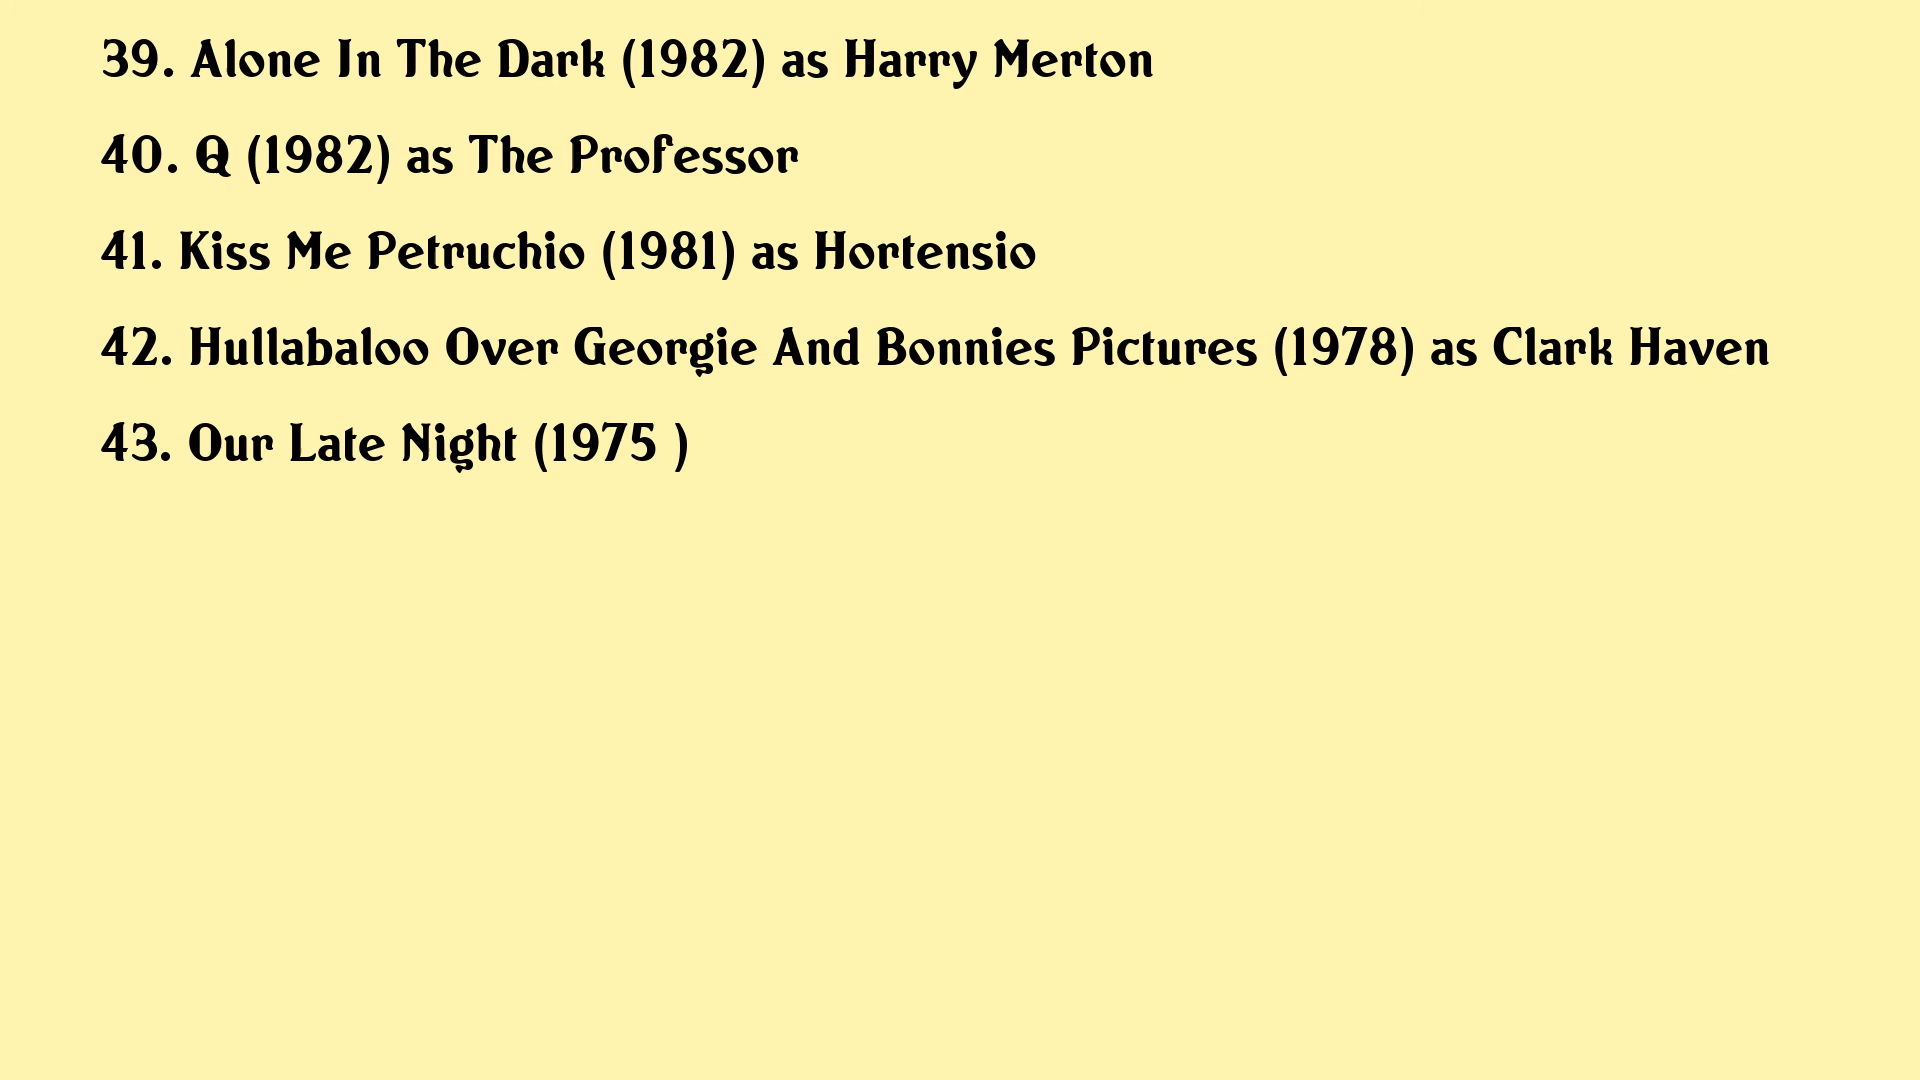 39. Alone In The Dark (1982) as Harry Merton
40. Q (1982) as The Professor
41. Kiss Me Petruchio (1981) as Hortensio
42. Hullabaloo Over Georgie And Bonnies Pictures (1978) as Clark Haven
43. Our Late Night (1975 )